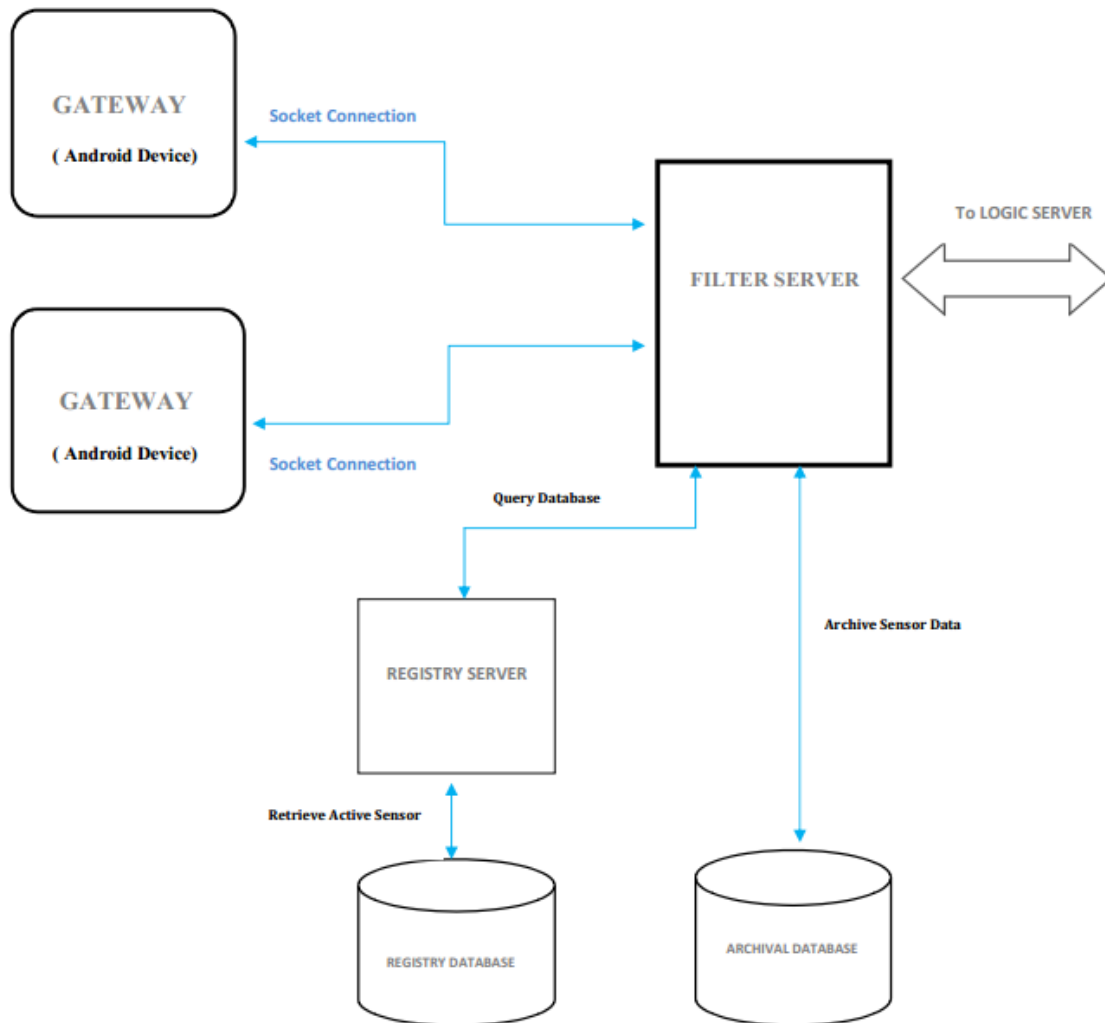 GATEWAY
( Android Device)
Socket Connection
To LOGIC SERVER
FILTER SERVER
GATEWAY
( Android Device)
Socket Connection
Query Database
Archive Sensor Data
REGISTRY SERVER
Retrieve Active Sensor
REGISTRY DATABASE
ARCHIVAL DATABASE